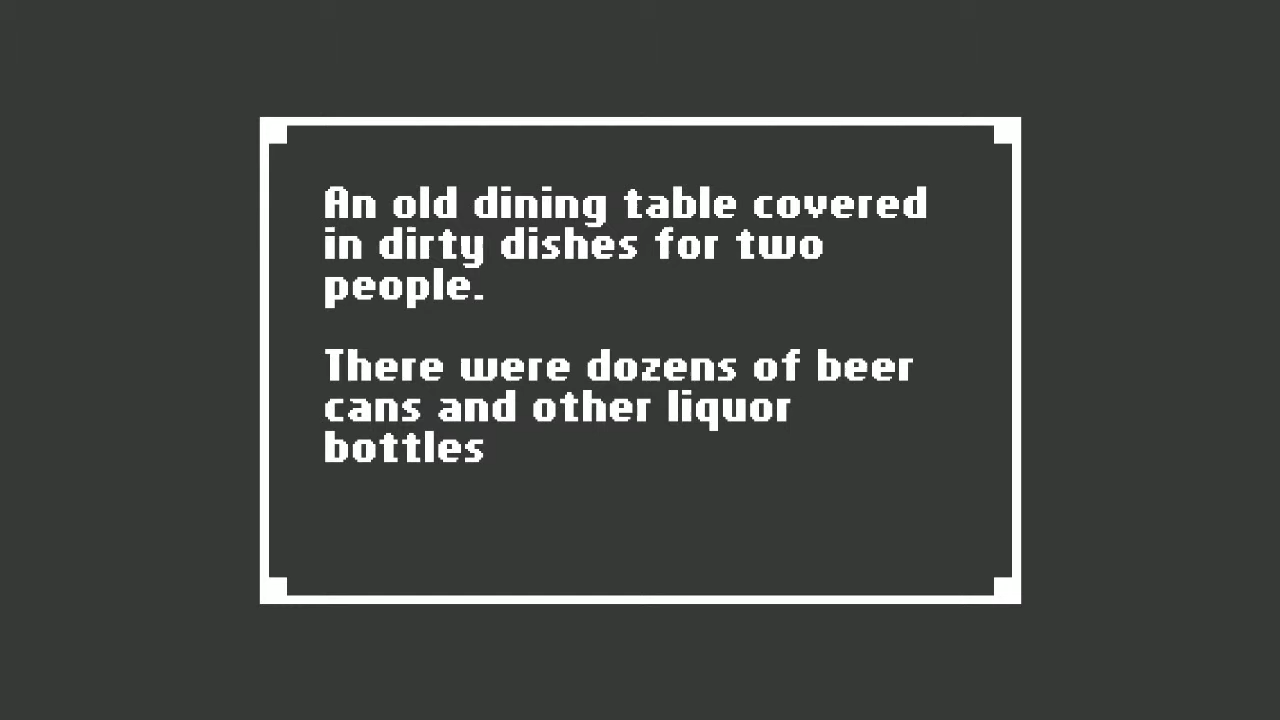 An old dining table covered
in dirty dishes for two
people.
There were dozens of beer
cans and other liquor
bottles